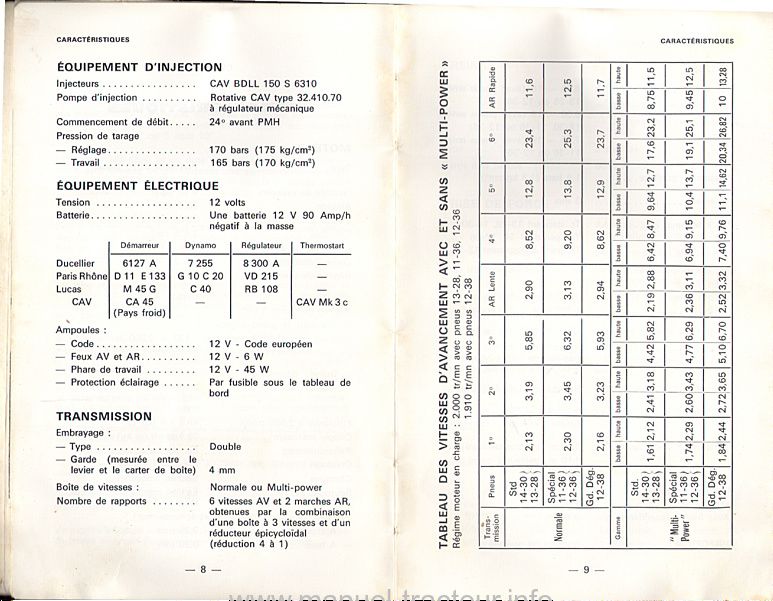 CARACTÉRISTIQUES
ÉQUIPEMENT D'INJECTION
Injecteurs . . . . . . . . . . . . . . . . . CAV BDLL 150 S 6310
Pompe d'injection . . . . . . . . . . Rotative CAV type 32.410.70
à régulateur mécanique
Commencement de débit . . . . . 24° avant PMH
Pression de tarage
— Réglage . . . . . . . . . . . . . . . . 170 bars (175 kg/cm²)
— Travail . . . . . . . . . . . . . . . . . 165 bars (170 kg/cm²)
ÉQUIPEMENT ÉLECTRIQUE
Tension . . . . . . . . . . . . . . . . . . 12 volts
Batterie . . . . . . . . . . . . . . . . . . . Une batterie 12 V 90 Amp/h
négatif à la masse
Démarreur Dynamo Régulateur Thermostart
Ducellier 6127 A 7 255 8 300 A —
Paris Rhône D 11 E 133 G 10 C 20 VD 215 —
Lucas M 45 G C 40 RB 108 —
CAV CA 45 — — CAV Mk 3 c
(Pays froid)
Ampoules :
— Code . . . . . . . . . . . . . . . . . . 12 V - Code européen
— Feux AV et AR . . . . . . . . . . 12 V - 6 W
— Phare de travail . . . . . . . . . 12 V - 45 W
— Protection éclairage . . . . . . Par fusible sous le tableau de
bord
TRANSMISSION
Embrayage :
— Type . . . . . . . . . . . . . . . . . . Double
— Garde (mesurée entre le
levier et le carter de boîte) 4 mm
Boîte de vitesses : Normale ou Multi-power
Nombre de rapports . . . . . . . . 6 vitesses AV et 2 marches AR,
obtenues par la combinaison
d'une boîte à 3 vitesses et d'un
réducteur épicycloïdal
(réduction 4 à 1)
— 8 —
CARACTÉRISTIQUES
TABLEAU DES VITESSES D'AVANCEMENT AVEC ET SANS « MULTI-POWER »
Régime moteur en charge : 2.000 tr/mn avec pneus 13-28, 11-36, 12-36
1.910 tr/mn avec pneus 12-38
Trans-mission Pneus 1° 2° 3° AR Lente 4° 5° 6° AR Rapide
Normale Std 14-30 13-28 2,13 3,19 5,85 2,90 8,52 12,8 23,4 11,6
Spécial 11-36 12-36 2,30 3,45 6,32 3,13 9,20 13,8 25,3 12,5
Gd. Dég. 12-38 2,16 3,23 5,93 2,94 8,62 12,9 23,7 11,7
Gamme basse haute basse haute basse haute basse haute basse haute basse haute basse haute basse haute
"Multi-Power" Std 14-30 13-28 1,61 2,12 2,41 3,18 4,42 5,82 2,19 2,88 6,42 8,47 9,64 12,7 17,6 23,2 8,75 11,5
Spécial 11-36 12-36 1,74 2,29 2,60 3,43 4,77 6,29 2,36 3,11 6,94 9,15 10,4 13,7 19,1 25,1 9,45 12,5
Gd. Dég. 12-38 1,84 2,44 2,72 3,65 5,10 6,70 2,52 3,32 7,40 9,76 11,1 14,62 20,34 26,82 10 13,28
— 9 —
www.manuel-tracteur.info